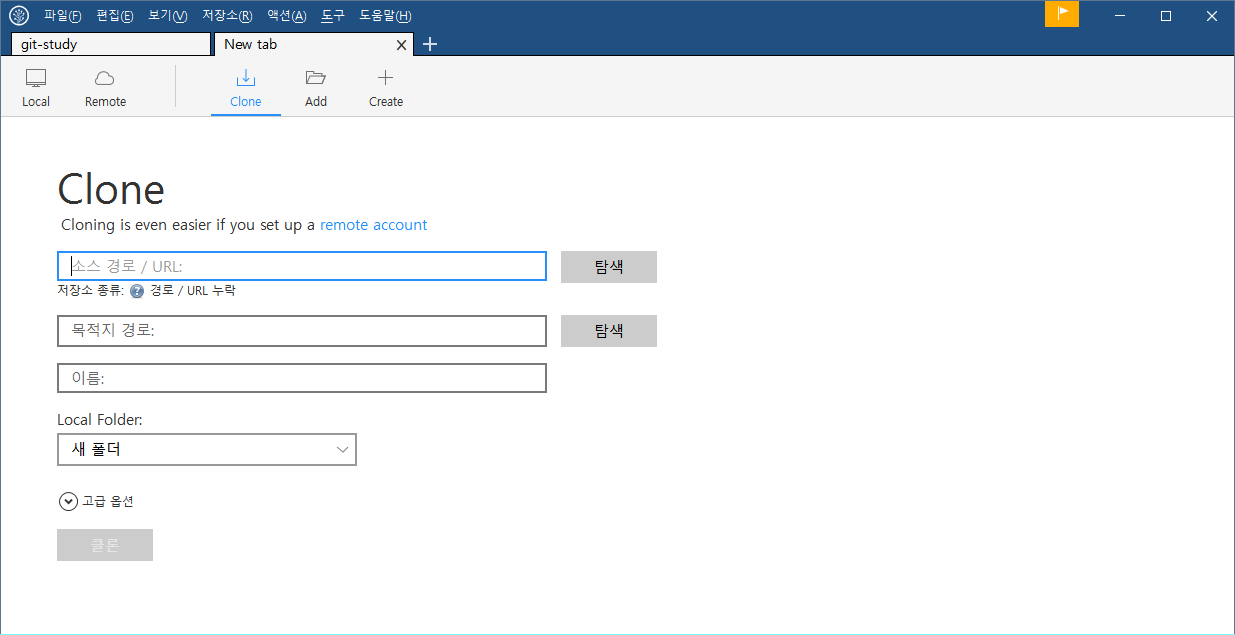 파일(F) 편집(E) 보기(V) 저장소(R) 액션(A) 도구 도움말(H)
git-study New tab
Local Remote Clone Add Create
Clone
Cloning is even easier if you set up a remote account
소스 경로 / URL: 탐색
저장소 종류: ? 경로 / URL 누락
목적지 경로: 탐색
이름:
Local Folder:
새 폴더
고급 옵션
클론